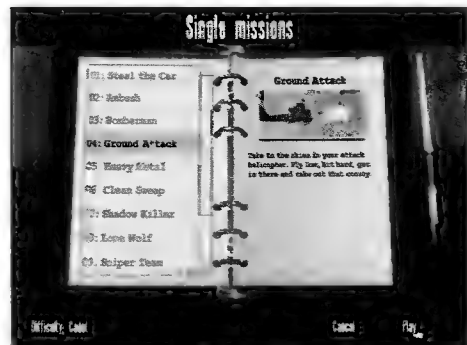 Single missions
01: Steal the Car
02: Ambush
03: Bomberman
04: Ground Attack
05 Heavy Metal
06 Clean Sweep
07: Shadow Killer
08: Lone Wolf
09. Sniper Team
Ground Attack
Take to the skies in your attack
helicopter. Fly low, hit hard, get
in there and take out that convoy.
Difficulty: Cadet
Cancel
Play